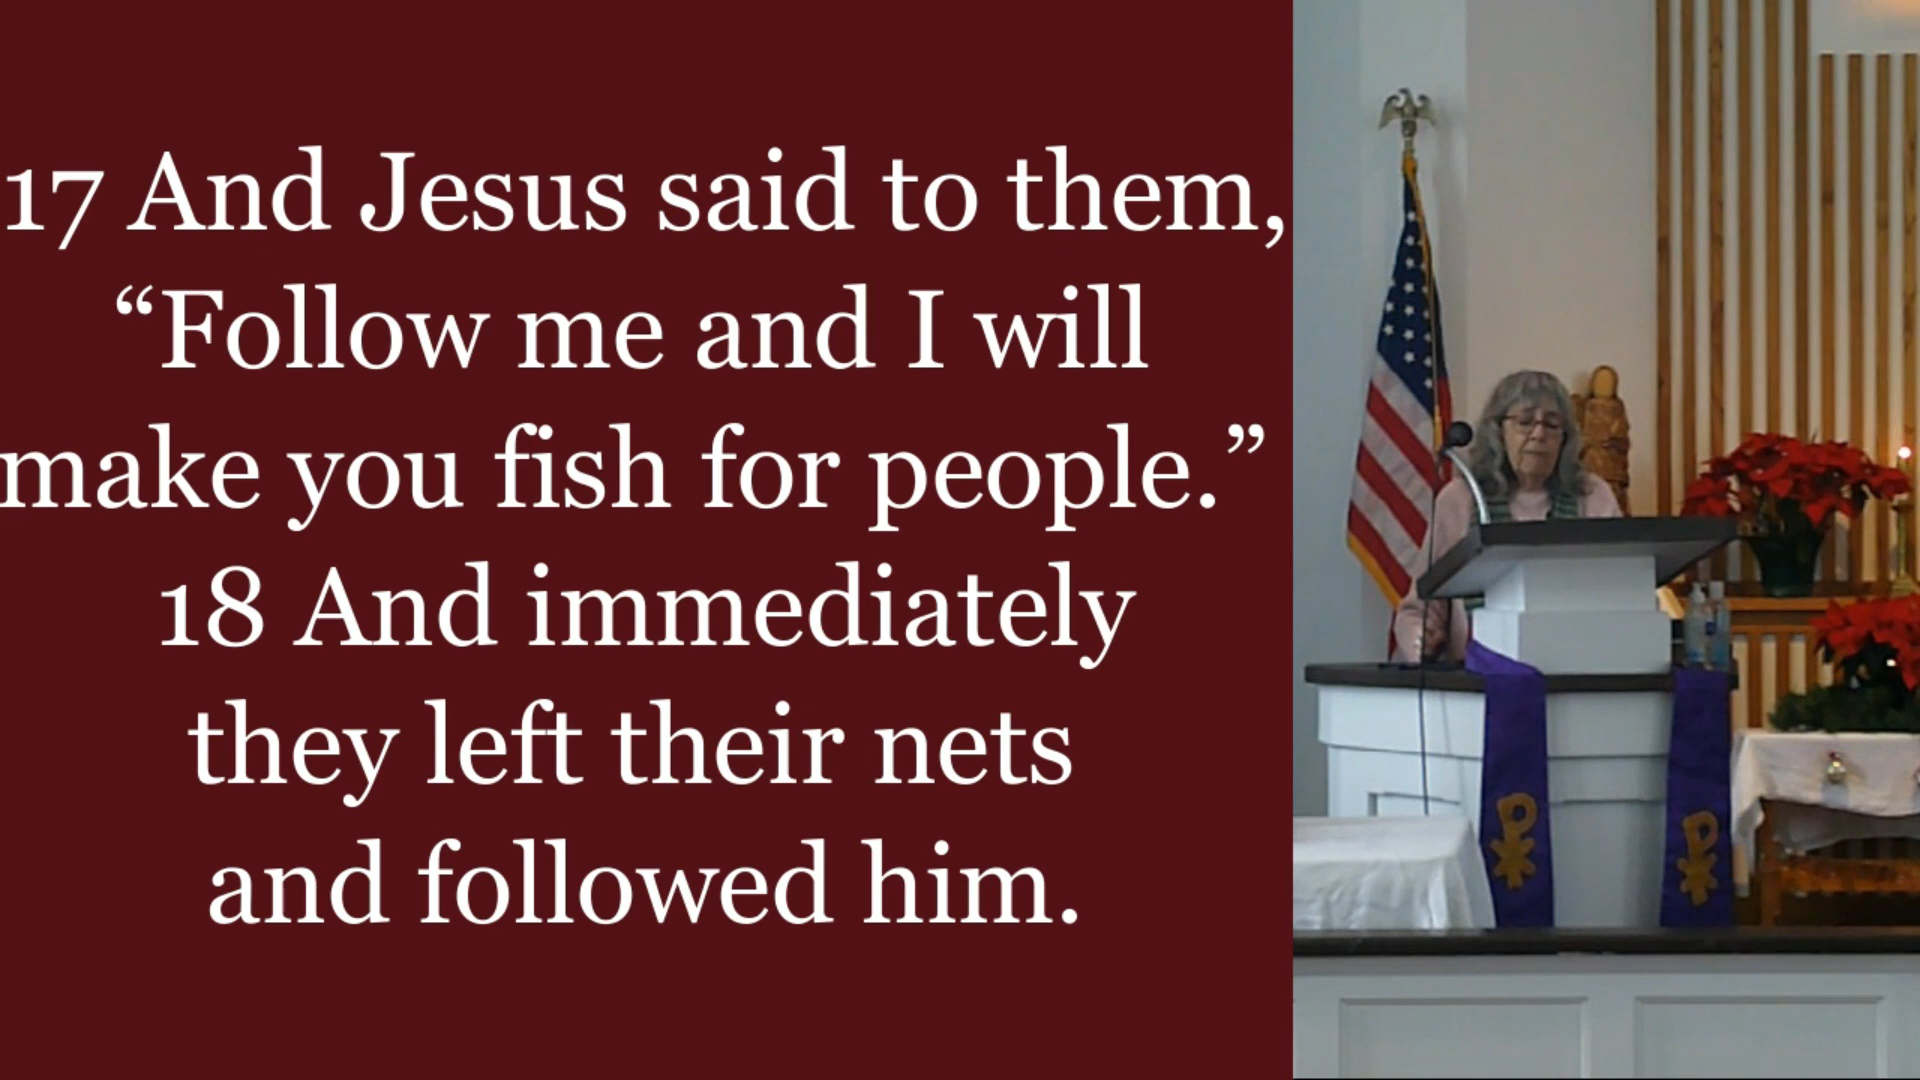 17 And Jesus said to them,
“Follow me and I will
make you fish for people.”
18 And immediately
they left their nets
and followed him.